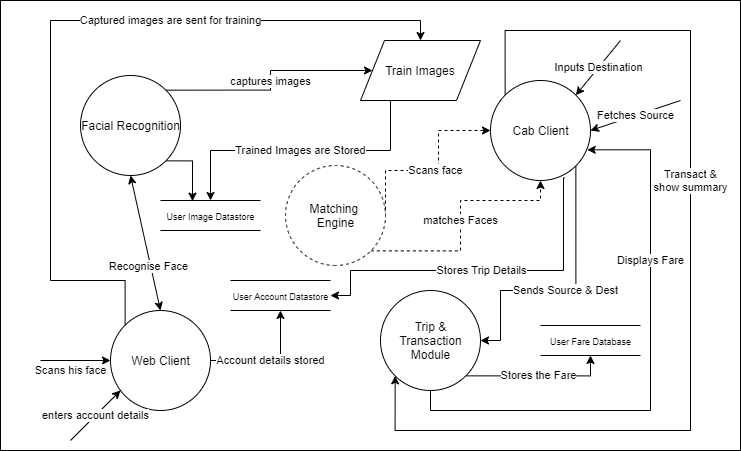 Captured images are sent for training
Train Images
captures images
Inputs Destination
Facial Recognition
Fetches Source
Cab Client
Trained Images are Stored
Scans face
Transact &
show summary
Matching
Engine
User Image Datastore
matches Faces
Displays Fare
Recognise Face
Stores Trip Details
User Account Datastore
Sends Source & Dest
Trip &
Transaction
Module
User Fare Database
Web Client
Account details stored
Scans his face
Stores the Fare
enters account details